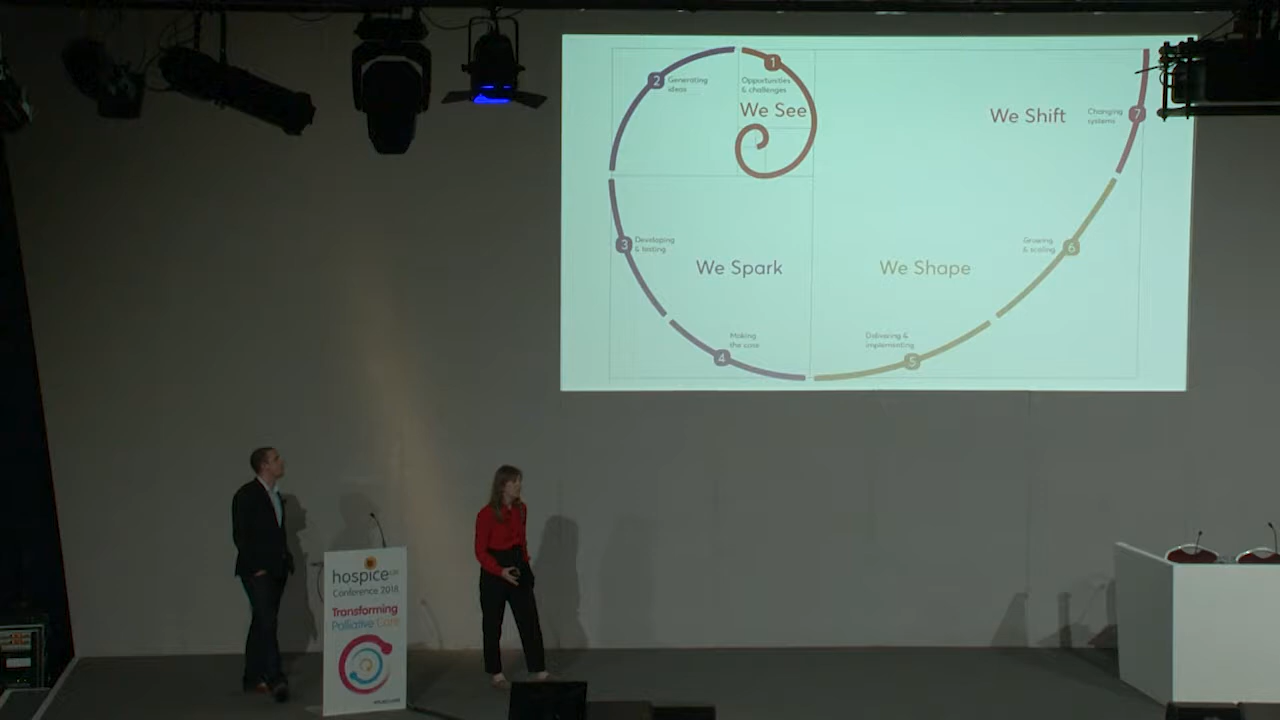 1
2
Generating
ideas
Opportunities
& challenges
We See
We Shift
Changing
systems
7
3
Developing
& testing
We Spark
We Shape
Growing
& scaling
6
Making
the case
4
Delivering &
implementing
5
hospice UK
Conference 2018
Transforming
Palliative Care